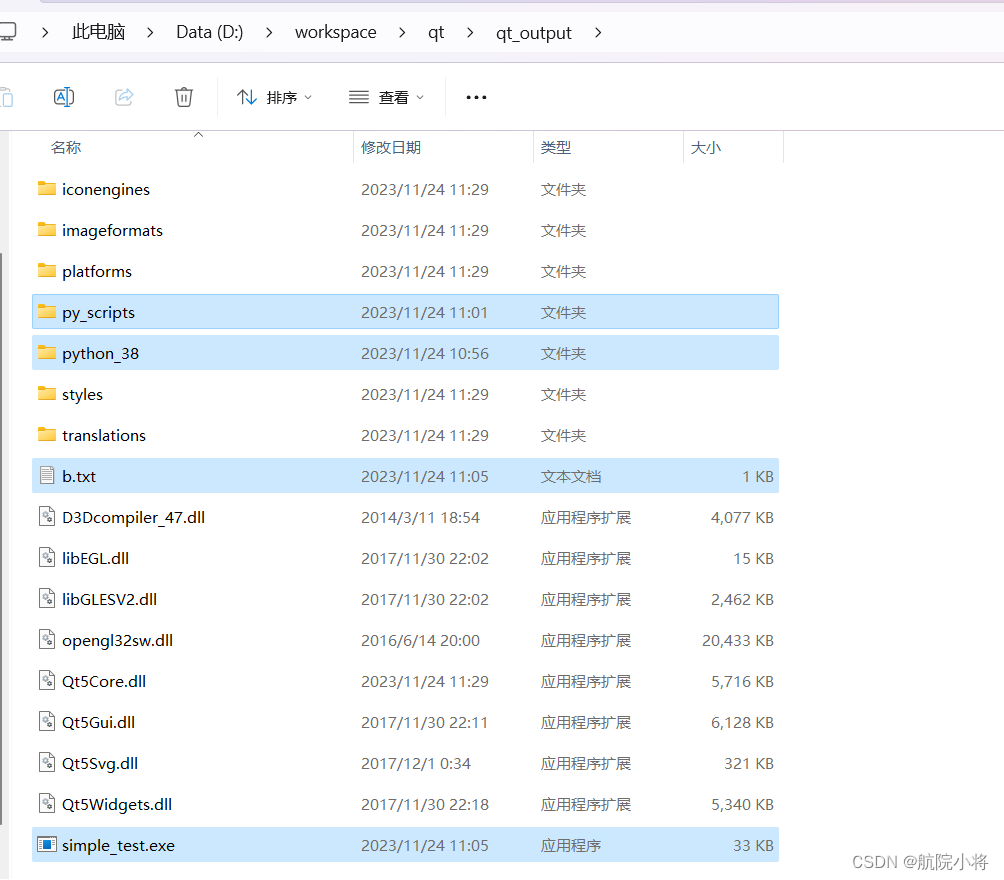 此电脑 > Data (D:) > workspace > qt > qt_output >
排序 查看 ...
名称 修改日期 类型 大小
iconengines 2023/11/24 11:29 文件夹
imageformats 2023/11/24 11:29 文件夹
platforms 2023/11/24 11:29 文件夹
py_scripts 2023/11/24 11:01 文件夹
python_38 2023/11/24 10:56 文件夹
styles 2023/11/24 11:29 文件夹
translations 2023/11/24 11:29 文件夹
b.txt 2023/11/24 11:05 文本文档 1 KB
D3Dcompiler_47.dll 2014/3/11 18:54 应用程序扩展 4,077 KB
libEGL.dll 2017/11/30 22:02 应用程序扩展 15 KB
libGLESV2.dll 2017/11/30 22:02 应用程序扩展 2,462 KB
opengl32sw.dll 2016/6/14 20:00 应用程序扩展 20,433 KB
Qt5Core.dll 2023/11/24 11:29 应用程序扩展 5,716 KB
Qt5Gui.dll 2017/11/30 22:11 应用程序扩展 6,128 KB
Qt5Svg.dll 2017/12/1 0:34 应用程序扩展 321 KB
Qt5Widgets.dll 2017/11/30 22:18 应用程序扩展 5,340 KB
simple_test.exe 2023/11/24 11:05 应用程序 33 KB
CSDN @航院小将